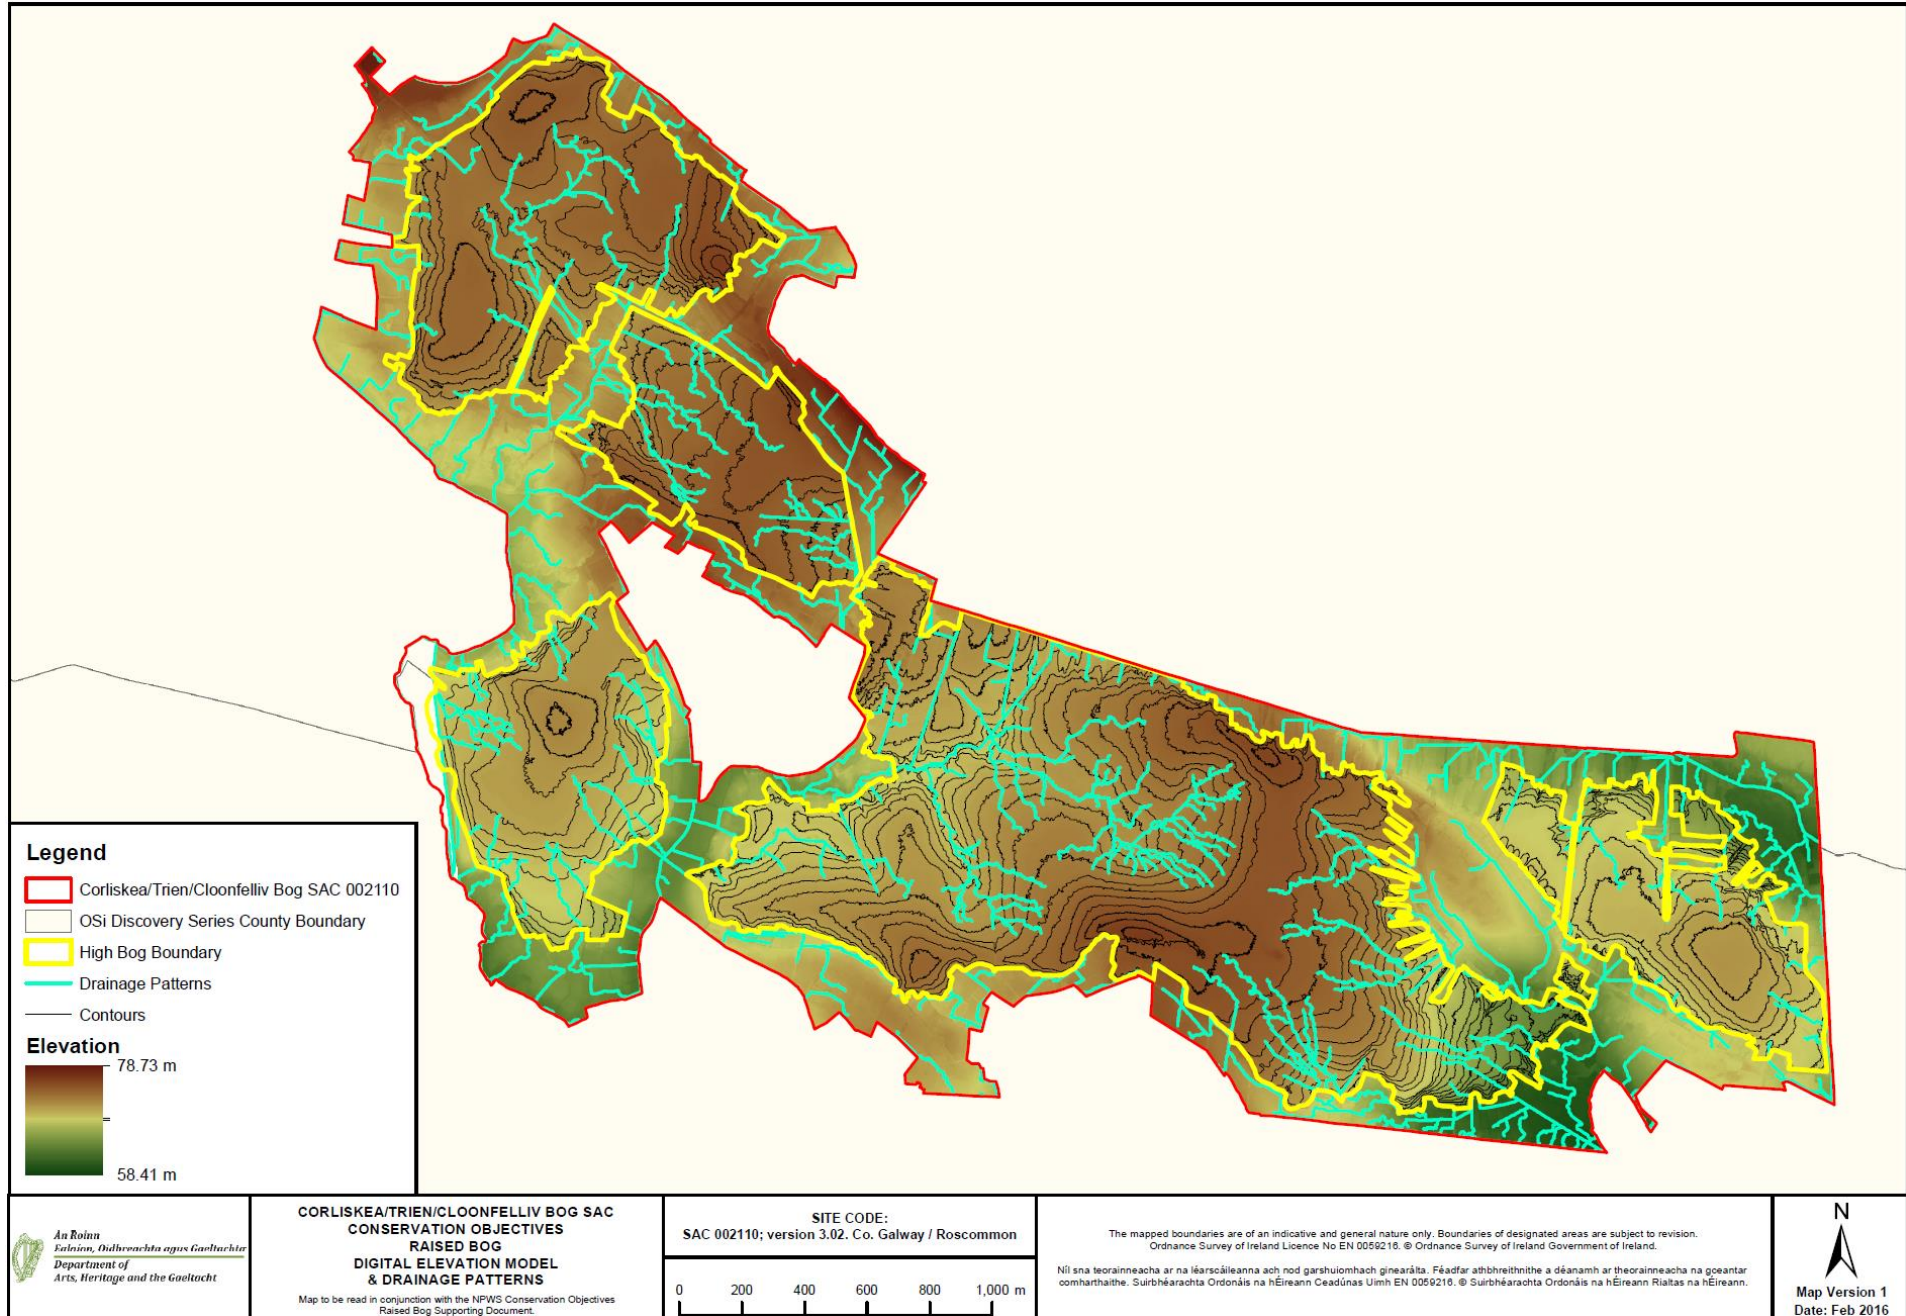 Legend
Corliskea/Trien/Cloonfelliv Bog SAC 002110
OSi Discovery Series County Boundary
High Bog Boundary
Drainage Patterns
Contours
Elevation
78.73 m
58.41 m
An Roinn
Ealaíon, Oidhreachta agus Gaeltachta
Department of
Arts, Heritage and the Gaeltacht
CORLISKEA/TRIEN/CLOONFELLIV BOG SAC
CONSERVATION OBJECTIVES
RAISED BOG
DIGITAL ELEVATION MODEL
& DRAINAGE PATTERNS
Map to be read in conjunction with the NPWS Conservation Objectives
Raised Bog Supporting Document.
SITE CODE:
SAC 002110; version 3.02. Co. Galway / Roscommon
0 200 400 600 800 1,000 m
The mapped boundaries are of an indicative and general nature only. Boundaries of designated areas are subject to revision.
Ordnance Survey of Ireland Licence No EN 0059216. © Ordnance Survey of Ireland Government of Ireland.
Níl sna teorainneacha ar na léarscáileanna ach nod garshuiomhach ginearálta. Féadfar athbhreithnithe a déanamh ar theorainneacha na gceantar
comharthaithe. Suirbhéarachta Ordonáis na hÉireann Ceadúnas Uimh EN 0059216. © Suirbhéarachta Ordonáis na hÉireann Rialtas na hÉireann.
N
Map Version 1
Date: Feb 2016